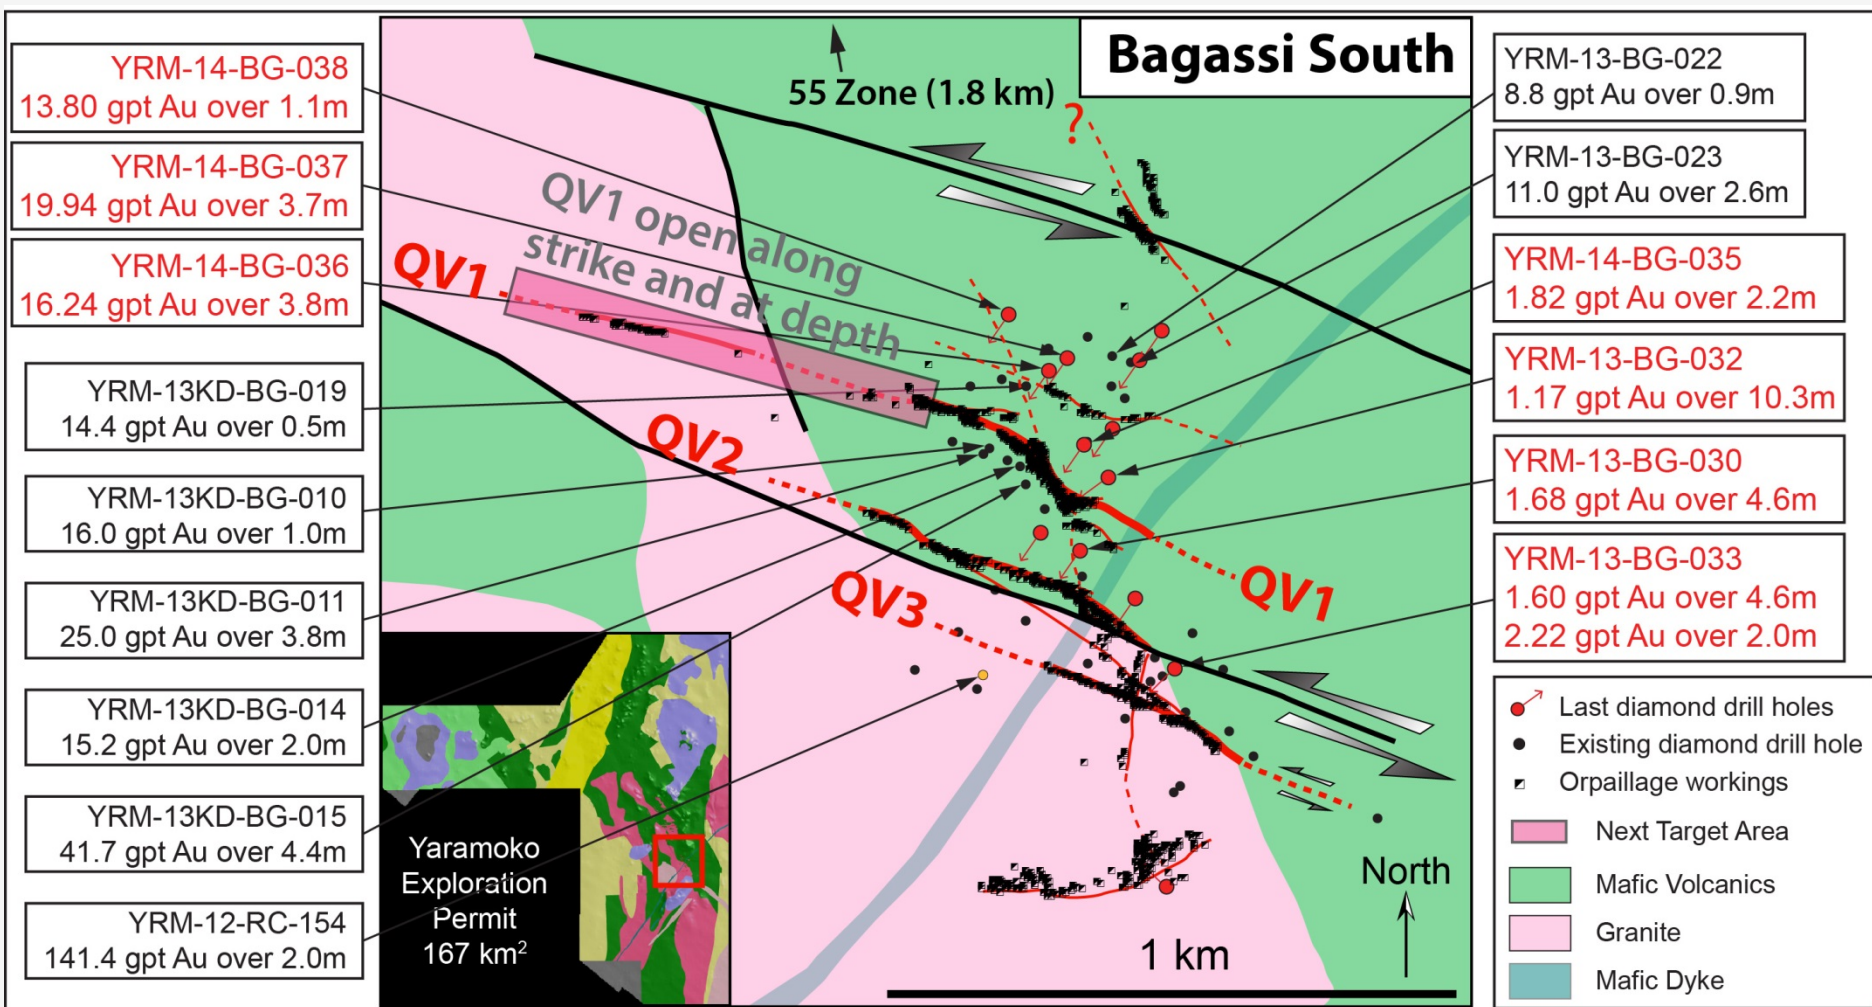 Bagassi South
55 Zone (1.8 km)
?
YRM-14-BG-038
13.80 gpt Au over 1.1m
YRM-14-BG-037
19.94 gpt Au over 3.7m
YRM-14-BG-036
16.24 gpt Au over 3.8m
YRM-13KD-BG-019
14.4 gpt Au over 0.5m
YRM-13KD-BG-010
16.0 gpt Au over 1.0m
YRM-13KD-BG-011
25.0 gpt Au over 3.8m
YRM-13KD-BG-014
15.2 gpt Au over 2.0m
YRM-13KD-BG-015
41.7 gpt Au over 4.4m
YRM-12-RC-154
141.4 gpt Au over 2.0m
QV1 open along
strike and at depth
QV1
QV2
QV3
QV1
Yaramoko
Exploration
Permit
167 km²
North
1 km
YRM-13-BG-022
8.8 gpt Au over 0.9m
YRM-13-BG-023
11.0 gpt Au over 2.6m
YRM-14-BG-035
1.82 gpt Au over 2.2m
YRM-13-BG-032
1.17 gpt Au over 10.3m
YRM-13-BG-030
1.68 gpt Au over 4.6m
YRM-13-BG-033
1.60 gpt Au over 4.6m
2.22 gpt Au over 2.0m
Last diamond drill holes
Existing diamond drill hole
Orpaillage workings
Next Target Area
Mafic Volcanics
Granite
Mafic Dyke